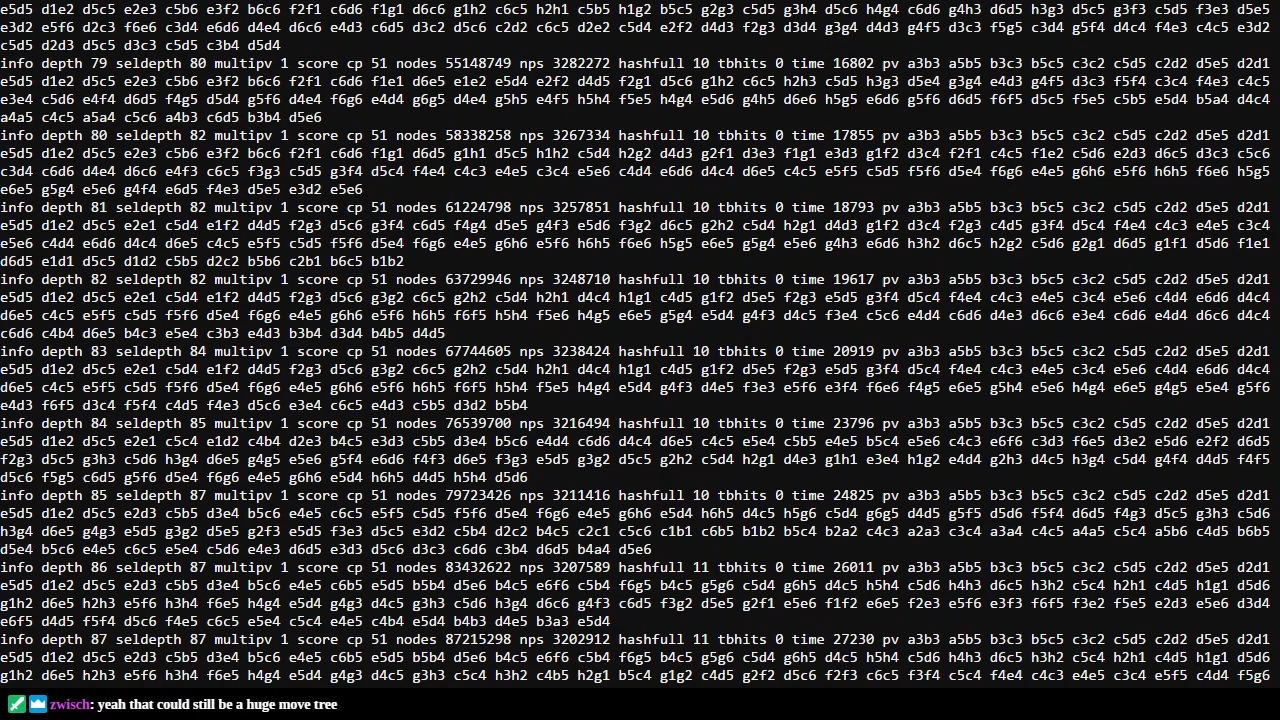 e5d5 d1e2 d5c5 e2e3 c5b6 e3f2 b6c6 f2f1 c6d6 f1g1 d6c6 g1h2 c6c5 h2h1 c5b5 h1g2 b5c5 g2g3 c5d5 g3h4 d5c6 h4g4 c6d6 g4h3 d6d5 h3g3 d5c5 g3f3 c5d5 f3e3 d5e5
e3d2 e5f6 d2c3 f6e6 c3d4 e6d6 d4e4 d6c6 e4d3 c6d5 d3c2 d5c6 c2d2 c6c5 d2e2 c5d4 e2f2 d4d3 f2g3 d3d4 g3g4 d4d3 g4f5 d3c3 f5g5 c3d4 g5f4 d4c4 f4e3 c4c5 e3d2
c5d5 d2d3 c5d5 d3c3 c5d5 c3b4 d5d4
info depth 79 seldepth 80 multipv 1 score cp 51 nodes 55148749 nps 3282272 hashfull 10 tbhits 0 time 16802 pv a3b3 a5b5 b3c3 b5c5 c3c2 c5d5 c2d2 d5e5 d2d1
e5d5 d1e2 d5c5 e2e3 c5b6 e3f2 b6c6 f2f1 c6d6 f1e1 d6e5 e1e2 e5d4 e2f2 d4d5 f2g1 d5c6 g1h2 c6c5 h2h3 c5d5 h3g3 d5e4 g3g4 e4d3 g4f5 d3c3 f5f4 c3c4 f4e3 c4c5
e3e4 c5d6 e4f4 d6d5 f4g5 d5d4 g5f6 d4e4 f6g6 e4d4 g6g5 d4e4 g5h5 e4f5 h5h4 f5e5 h4g4 e5d6 g4h5 d6e6 h5g5 e6d6 g5f6 d6d5 f6f5 d5c5 f5e5 c5b5 e5d4 b5a4 d4c4
a4a5 c4c5 a5a4 c5c6 a4b3 c6d5 b3b4 d5e6
info depth 80 seldepth 82 multipv 1 score cp 51 nodes 58338258 nps 3267334 hashfull 10 tbhits 0 time 17855 pv a3b3 a5b5 b3c3 b5c5 c3c2 c5d5 c2d2 d5e5 d2d1
e5d5 d1e2 d5c5 e2e3 c5b6 e3f2 b6c6 f2f1 c6d6 f1g1 d6d5 g1h1 d5c5 h1h2 c5d4 h2g2 d4d3 g2f1 d3e3 f1g1 e3d3 g1f2 d3c4 f2f1 c4c5 f1e2 c5d6 e2d3 d6c5 d3c3 c5c6
c3d4 c6d6 d4e4 d6c6 e4f3 c6c5 f3g3 c5d5 g3f4 d5c4 f4e4 c4c3 e4e5 c3c4 e5e6 c4d4 e6d6 d4c4 d6e5 c4c5 e5f5 c5d5 f5f6 d5e4 f6g6 e4e5 g6h6 e5f6 h6h5 f6e6 h5g5
e6e5 g5g4 e5e6 g4f4 e6d5 f4e3 d5e5 e3d2 e5e6
info depth 81 seldepth 82 multipv 1 score cp 51 nodes 61224798 nps 3257851 hashfull 10 tbhits 0 time 18793 pv a3b3 a5b5 b3c3 b5c5 c3c2 c5d5 c2d2 d5e5 d2d1
e5d5 d1e2 d5c5 e2e1 c5d4 e1f2 d4d5 f2g3 d5c6 g3f4 c6d5 f4g4 d5e5 g4f3 e5d6 f3g2 d6c5 g2h2 c5d4 h2g1 d4d3 g1f2 d3c4 f2g3 c4d5 g3f4 d5c4 f4e4 c4c3 e4e5 c3c4
e5e6 c4d4 e6d6 d4c4 d6e5 c4c5 e5f5 c5d5 f5f6 d5e4 f6g6 e4e5 g6h6 e5f6 h6h5 f6e6 h5g5 e6e5 g5g4 e5e6 g4h3 e6d6 h3h2 d6c5 h2g2 c5d6 g2g1 d6d5 g1f1 d5d6 f1e1
d6d5 e1d1 d5c5 d1d2 c5b5 d2c2 b5b6 c2b1 b6c5 b1b2
info depth 82 seldepth 82 multipv 1 score cp 51 nodes 63729946 nps 3248710 hashfull 10 tbhits 0 time 19617 pv a3b3 a5b5 b3c3 b5c5 c3c2 c5d5 c2d2 d5e5 d2d1
e5d5 d1e2 d5c5 e2e1 c5d4 e1f2 d4d5 f2g3 d5c6 g3g2 c6c5 g2h2 c5d4 h2h1 d4c4 h1g1 c4d5 g1f2 d5e5 f2g3 e5d5 g3f4 d5c4 f4e4 c4c3 e4e5 c3c4 e5e6 c4d4 e6d6 d4c4
d6e5 c4c5 e5f5 c5d5 f5f6 d5e4 f6g6 e4e5 g6h6 e5f6 h6h5 f6f5 h5h4 f5e6 h4g5 e6e5 g5g4 e5d4 g4f3 d4c5 f3e4 c5c6 e4d4 c6d6 d4e3 d6c6 e3e4 c6d6 e4d4 d6c6 d4c4
c6d6 c4b4 d6e5 b4c3 e5e4 c3b3 e4d3 b3b4 d3d4 b4b5 d4d5
info depth 83 seldepth 84 multipv 1 score cp 51 nodes 67744605 nps 3238424 hashfull 10 tbhits 0 time 20919 pv a3b3 a5b5 b3c3 b5c5 c3c2 c5d5 c2d2 d5e5 d2d1
e5d5 d1e2 d5c5 e2e1 c5d4 e1f2 d4d5 f2g3 d5c6 g3g2 c6c5 g2h2 c5d4 h2h1 d4c4 h1g1 c4d5 g1f2 d5e5 f2g3 e5d5 g3f4 d5c4 f4e4 c4c3 e4e5 c3c4 e5e6 c4d4 e6d6 d4c4
d6e5 c4c5 e5f5 c5d5 f5f6 d5e4 f6g6 e4e5 g6h6 e5f6 h6h5 f6f5 h5h4 f5e5 h4g4 e5d4 g4f3 d4e5 f3e3 e5f6 e3f4 f6e6 f4g5 e6e5 g5h4 e5e6 h4g4 e6e5 g4g5 e5e4 g5f6
e4d3 f6f5 d3c4 f5f4 c4d5 f4e3 d5c6 e3e4 c6c5 e4d3 c5b5 d3d2 b5b4
info depth 84 seldepth 85 multipv 1 score cp 51 nodes 76539700 nps 3216494 hashfull 10 tbhits 0 time 23796 pv a3b3 a5b5 b3c3 b5c5 c3c2 c5d5 c2d2 d5e5 d2d1
e5d5 d1e2 d5c5 e2e1 c5c4 e1d2 c4b4 d2e3 b4c5 e3d3 c5b5 d3e4 b5c6 e4d4 c6d6 d4c4 d6e5 c4c5 e5e4 c5b5 e4e5 b5c4 e5e6 c4c3 e6f6 c3d3 f6e5 d3e2 e5d6 e2f2 d6d5
f2g3 d5c5 g3h3 c5d6 h3g4 d6e5 g4g5 e5e6 g5f4 e6d6 f4f3 d6e5 f3g3 e5d5 g3g2 d5c5 g2h2 c5d4 h2g1 d4e3 g1h1 e3e4 h1g2 e4d4 g2h3 d4c5 h3g4 c5d4 g4f4 d4d5 f4f5
d5c6 f5g5 c6d5 g5f6 d5e4 f6g6 e4e5 g6h6 e5d4 h6h5 d4d5 h5h4 d5d6
info depth 85 seldepth 87 multipv 1 score cp 51 nodes 79723426 nps 3211416 hashfull 10 tbhits 0 time 24825 pv a3b3 a5b5 b3c3 b5c5 c3c2 c5d5 c2d2 d5e5 d2d1
e5d5 d1e2 d5c5 e2d3 c5b5 d3e4 b5c6 e4e5 c6c5 e5f5 c5d5 f5f6 d5e4 f6g6 e4e5 g6h6 e5d4 h6h5 d4c5 h5g6 c5d4 g6g5 d4d5 g5f5 d5d6 f5f4 d6d5 f4g3 d5c5 g3h3 c5d6
h3g4 d6e5 g4g3 e5d5 g3g2 d5e5 g2f3 e5d5 f3e3 d5c5 e3d2 c5b4 d2c2 b4c5 c2c1 c5c6 c1b1 c6b5 b1b2 b5c4 b2a2 c4c3 a2a3 c3c4 a3a4 c4c5 a4a5 c5c4 a5b6 c4d5 b6b5
d5e4 b5c6 e4e5 c6c5 e5e4 c5d6 e4e3 d6d5 e3d3 d5c6 d3c3 c6d6 c3b4 d6d5 b4a4 d5e6
info depth 86 seldepth 87 multipv 1 score cp 51 nodes 83432622 nps 3207589 hashfull 11 tbhits 0 time 26011 pv a3b3 a5b5 b3c3 b5c5 c3c2 c5d5 c2d2 d5e5 d2d1
e5d5 d1e2 d5c5 e2d3 c5b5 d3e4 b5c6 e4e5 c6b5 e5d5 b5b4 d5e6 b4c5 e6f6 c5b4 f6g5 b4c5 g5g6 c5d4 g6h5 d4c5 h5h4 c5d6 h4h3 d6c5 h3h2 c5c4 h2h1 c4d5 h1g1 d5d6
g1h2 d6e5 h2h3 e5f6 h3h4 f6e5 h4g4 e5d4 g4g3 d4c5 g3h3 c5d6 h3g4 d6c6 g4f3 c6d5 f3g2 d5e5 g2f1 e5e6 f1f2 e6e5 f2e3 e5f6 e3f3 f6f5 f3e2 f5e5 e2d3 e5e6 d3d4
e6f5 d4d5 f5f4 d5c6 f4e5 c6c5 e5e4 c5c4 e4e5 c4b4 e5d4 b4b3 d4e5 b3a3 e5d4
info depth 87 seldepth 87 multipv 1 score cp 51 nodes 87215298 nps 3202912 hashfull 11 tbhits 0 time 27230 pv a3b3 a5b5 b3c3 b5c5 c3c2 c5d5 c2d2 d5e5 d2d1
e5d5 d1e2 d5c5 e2d3 c5b5 d3e4 b5c6 e4e5 c6b5 e5d5 b5b4 d5e6 b4c5 e6f6 c5b4 f6g5 b4c5 g5g6 c5d4 g6h5 d4c5 h5h4 c5d6 h4h3 d6c5 h3h2 c5c4 h2h1 c4d5 h1g1 d5d6
g1h2 d6e5 h2h3 e5f6 h3h4 f6e5 h4g4 e5d4 g4g3 d4c5 g3h3 c5c4 h3h2 c4b5 h2g1 b5c4 g1g2 c4d5 g2f2 d5c6 f2f3 c6c5 f3f4 c5c4 f4e4 c4c3 e4e5 c3c4 e5f5 c4d4 f5g6
zwisch: yeah that could still be a huge move tree